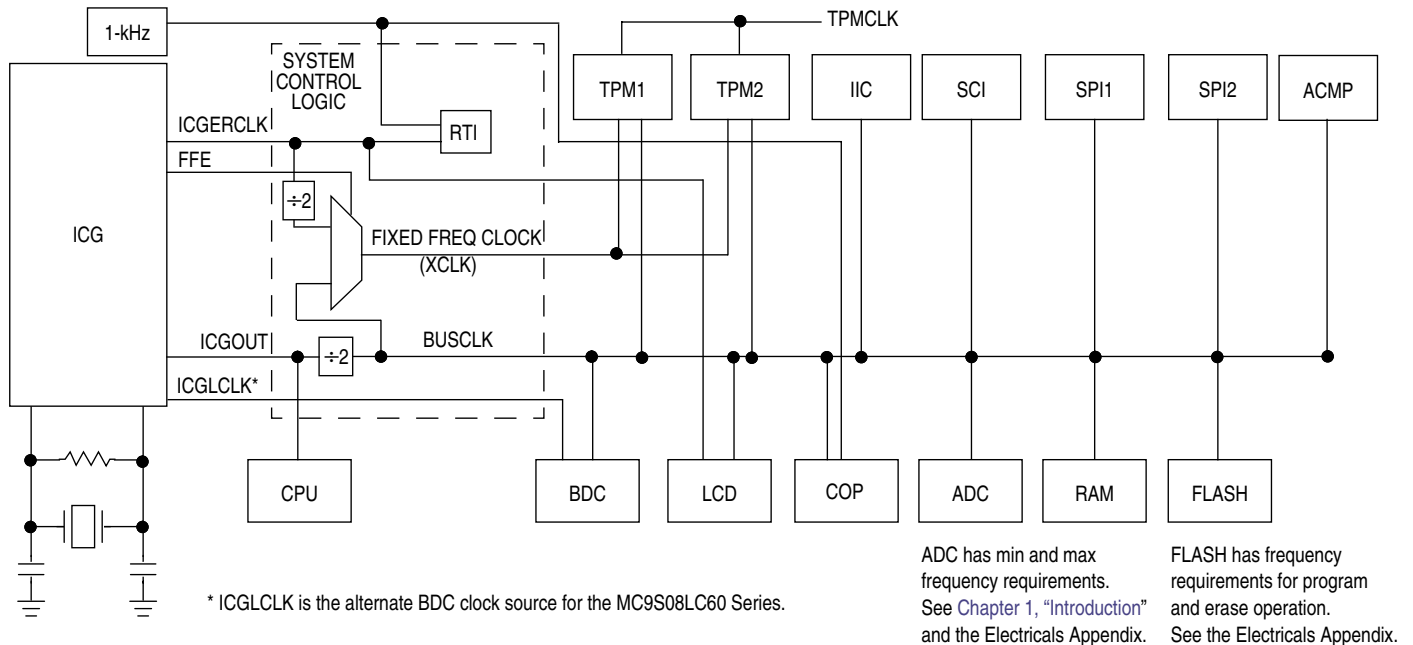 1-kHz
TPMCLK
SYSTEM
CONTROL
LOGIC
TPM1
TPM2
IIC
SCI
SPI1
SPI2
ACMP
ICGERCLK
RTI
FFE
÷2
ICG
FIXED FREQ CLOCK
(XCLK)
ICGOUT
÷2
BUSCLK
ICGLCLK*
CPU
BDC
LCD
COP
ADC
RAM
FLASH
ADC has min and max
frequency requirements.
See Chapter 1, “Introduction”
and the Electricals Appendix.
FLASH has frequency
requirements for program
and erase operation.
See the Electricals Appendix.
* ICGLCLK is the alternate BDC clock source for the MC9S08LC60 Series.